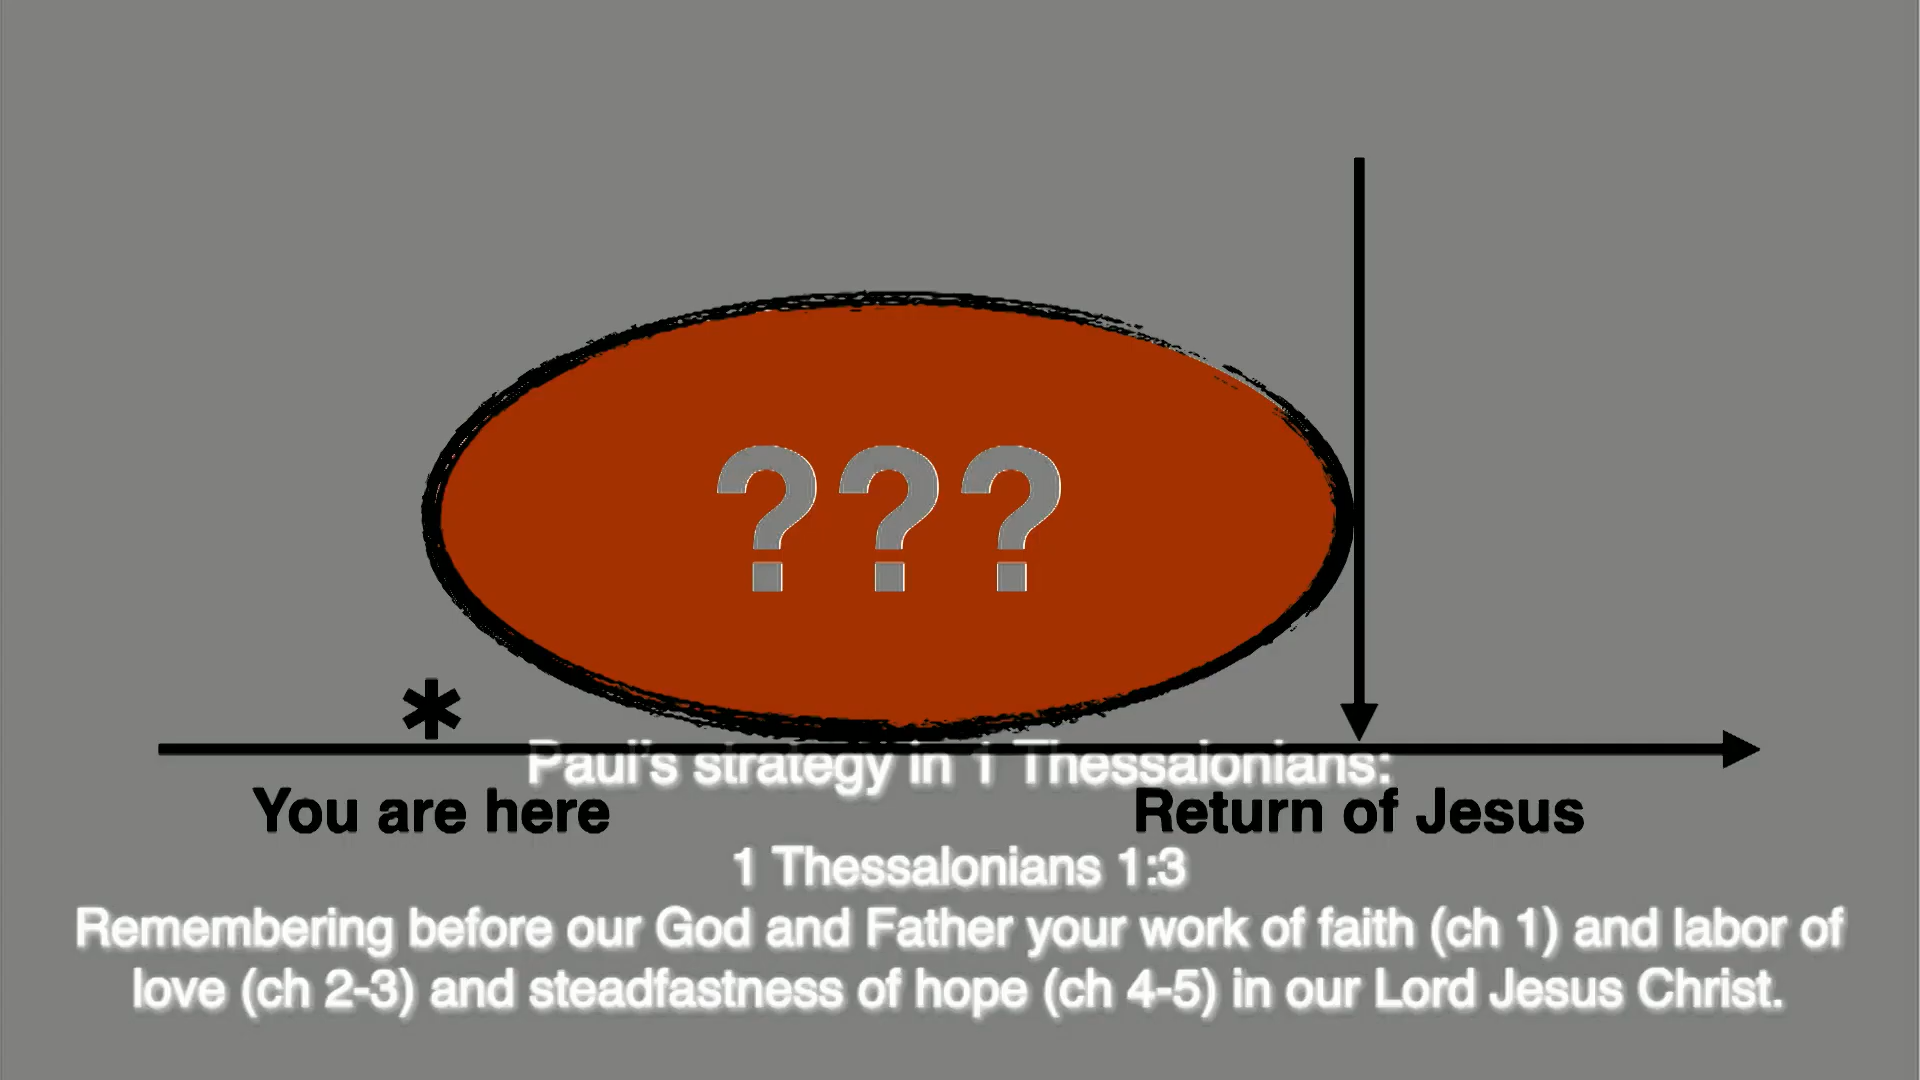 ???
*
Paul's strategy in 1 Thessalonians:
You are here
Return of Jesus
1 Thessalonians 1:3
Remembering before our God and Father your work of faith (ch 1) and labor of
love (ch 2-3) and steadfastness of hope (ch 4-5) in our Lord Jesus Christ.